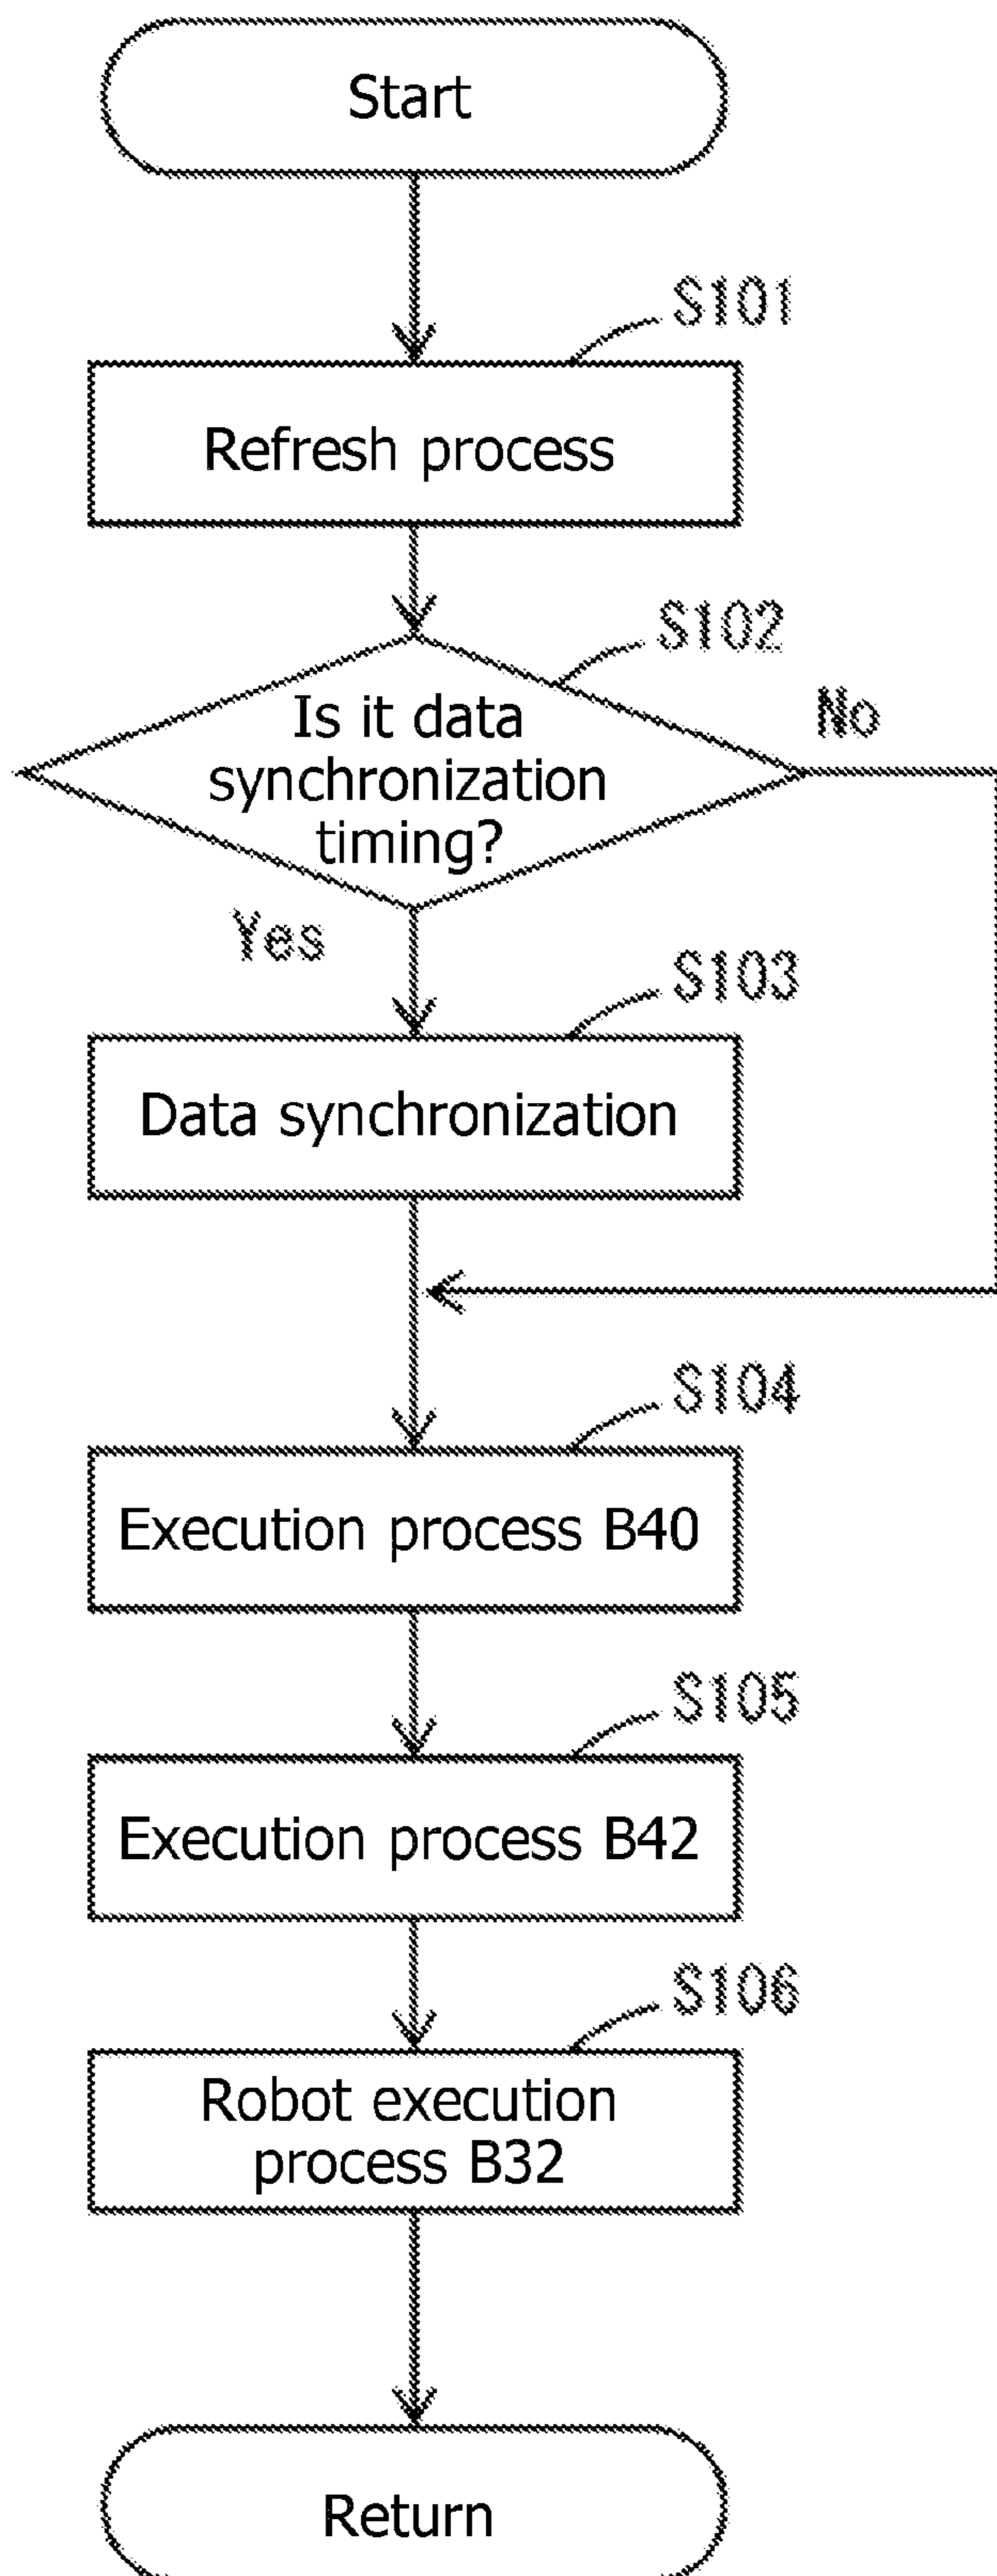 Start
S101
Refresh process
S102
Is it data
synchronization
timing?
No
Yes
S103
Data synchronization
S104
Execution process B40
S105
Execution process B42
S106
Robot execution
process B32
Return